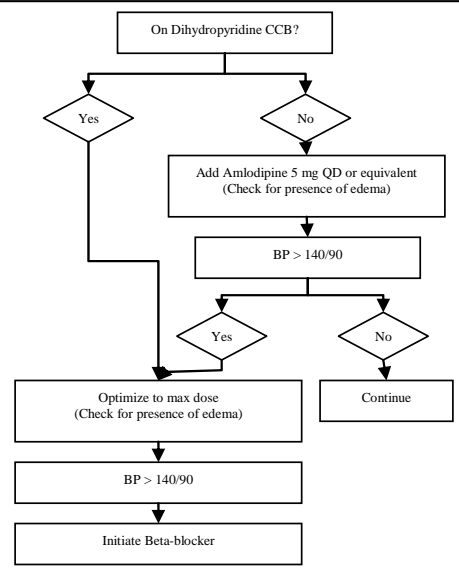 On Dihydropyridine CCB?
Yes
No
Add Amlodipine 5 mg QD or equivalent
(Check for presence of edema)
BP > 140/90
Yes
No
Optimize to max dose
(Check for presence of edema)
Continue
BP > 140/90
Initiate Beta-blocker